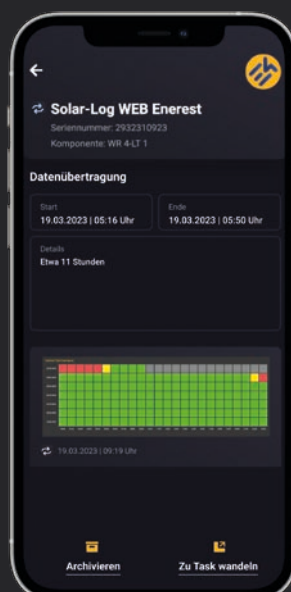 Solar-Log WEB Enerest
Seriennummer: 2932310923
Komponente: WR 4-LT 1
Datenübertragung
Start
19.03.2023 | 05:16 Uhr
Ende
19.03.2023 | 05:50 Uhr
Details
Etwa 11 Stunden
19.03.2023 | 09:19 Uhr
Archivieren
Zu Task wandeln